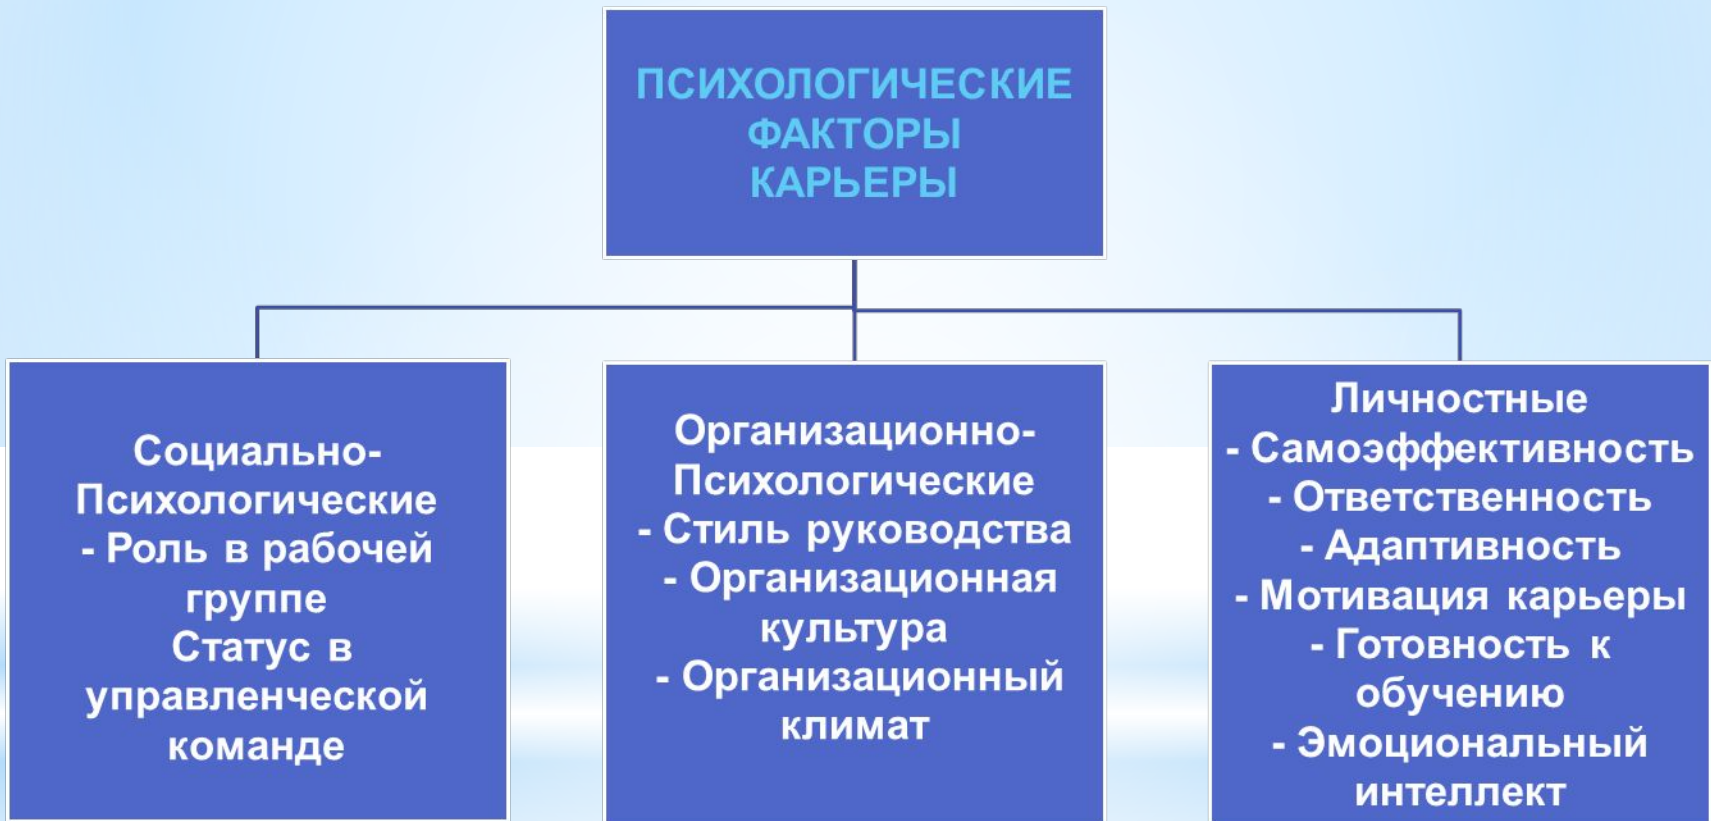 ПСИХОЛОГИЧЕСКИЕ
ФАКТОРЫ
КАРЬЕРЫ
Социально-
Психологические
- Роль в рабочей
группе
Статус в
управленческой
команде
Организационно-
Психологические
- Стиль руководства
- Организационная
культура
- Организационный
климат
Личностные
- Самоэффективность
- Ответственность
- Адаптивность
- Мотивация карьеры
- Готовность к
обучению
- Эмоциональный
интеллект